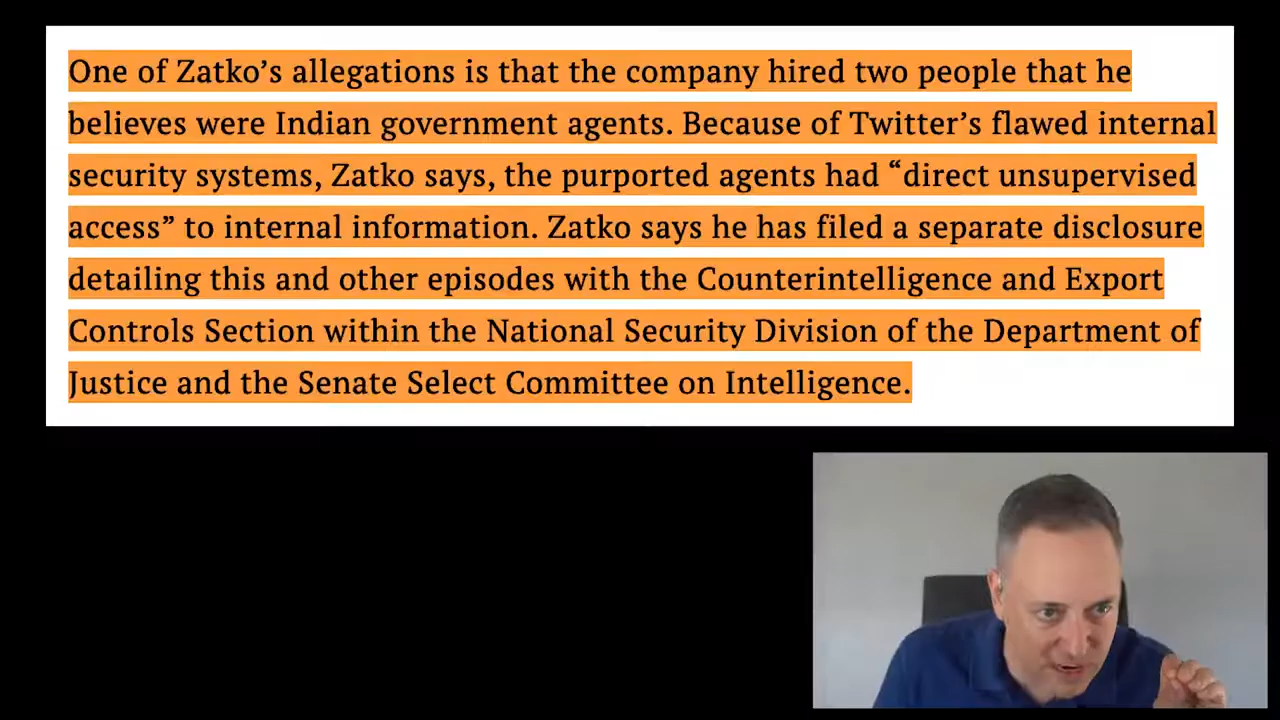 One of Zatko’s allegations is that the company hired two people that he
believes were Indian government agents. Because of Twitter’s flawed internal
security systems, Zatko says, the purported agents had “direct unsupervised
access” to internal information. Zatko says he has filed a separate disclosure
detailing this and other episodes with the Counterintelligence and Export
Controls Section within the National Security Division of the Department of
Justice and the Senate Select Committee on Intelligence.